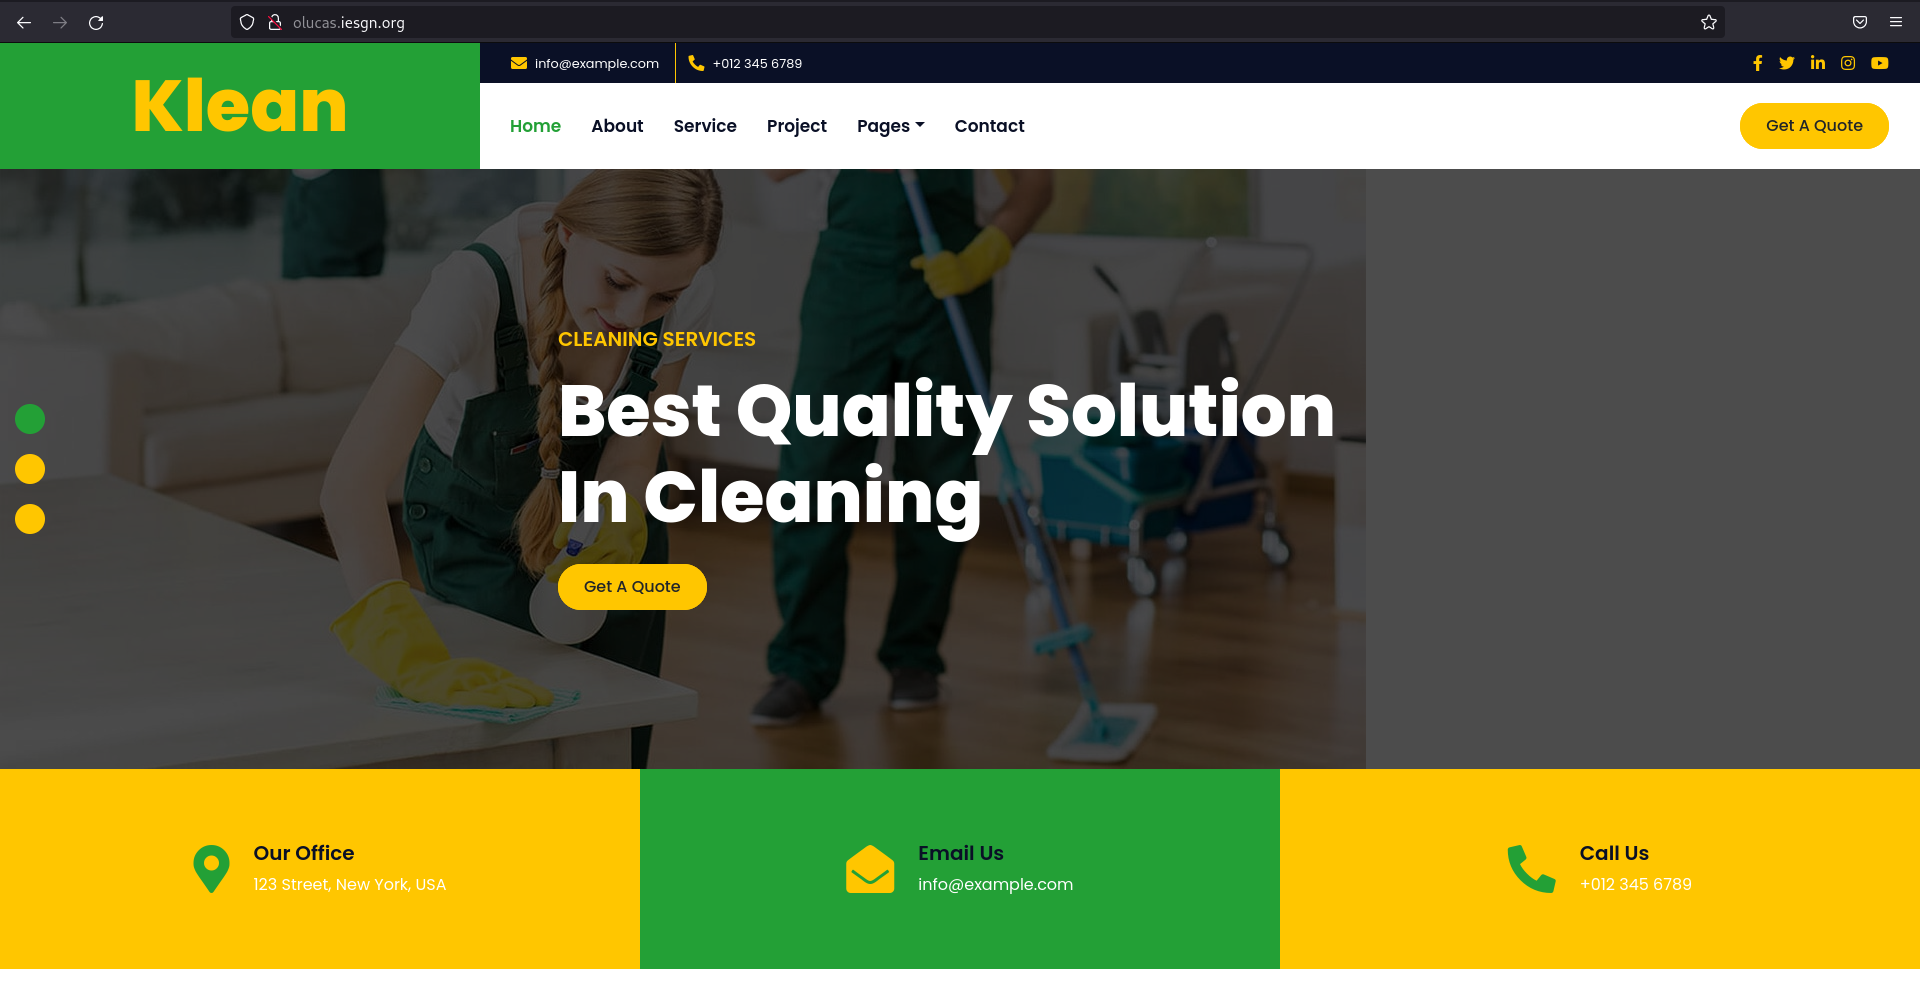 olucas.iesgn.org
Klean
info@example.com
+012 345 6789
Home About Service Project Pages Contact
Get A Quote
CLEANING SERVICES
Best Quality Solution
In Cleaning
Get A Quote
Our Office
123 Street, New York, USA
Email Us
info@example.com
Call Us
+012 345 6789